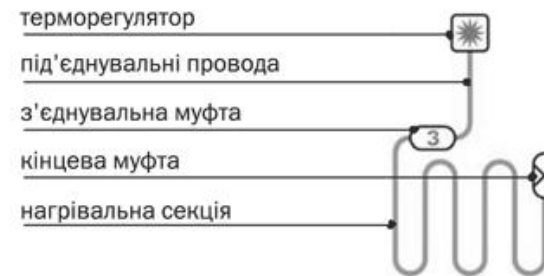 терморегулятор
під'єднувальні провода
з'єднувальна муфта
З
кінцева муфта
нагрівальна секція